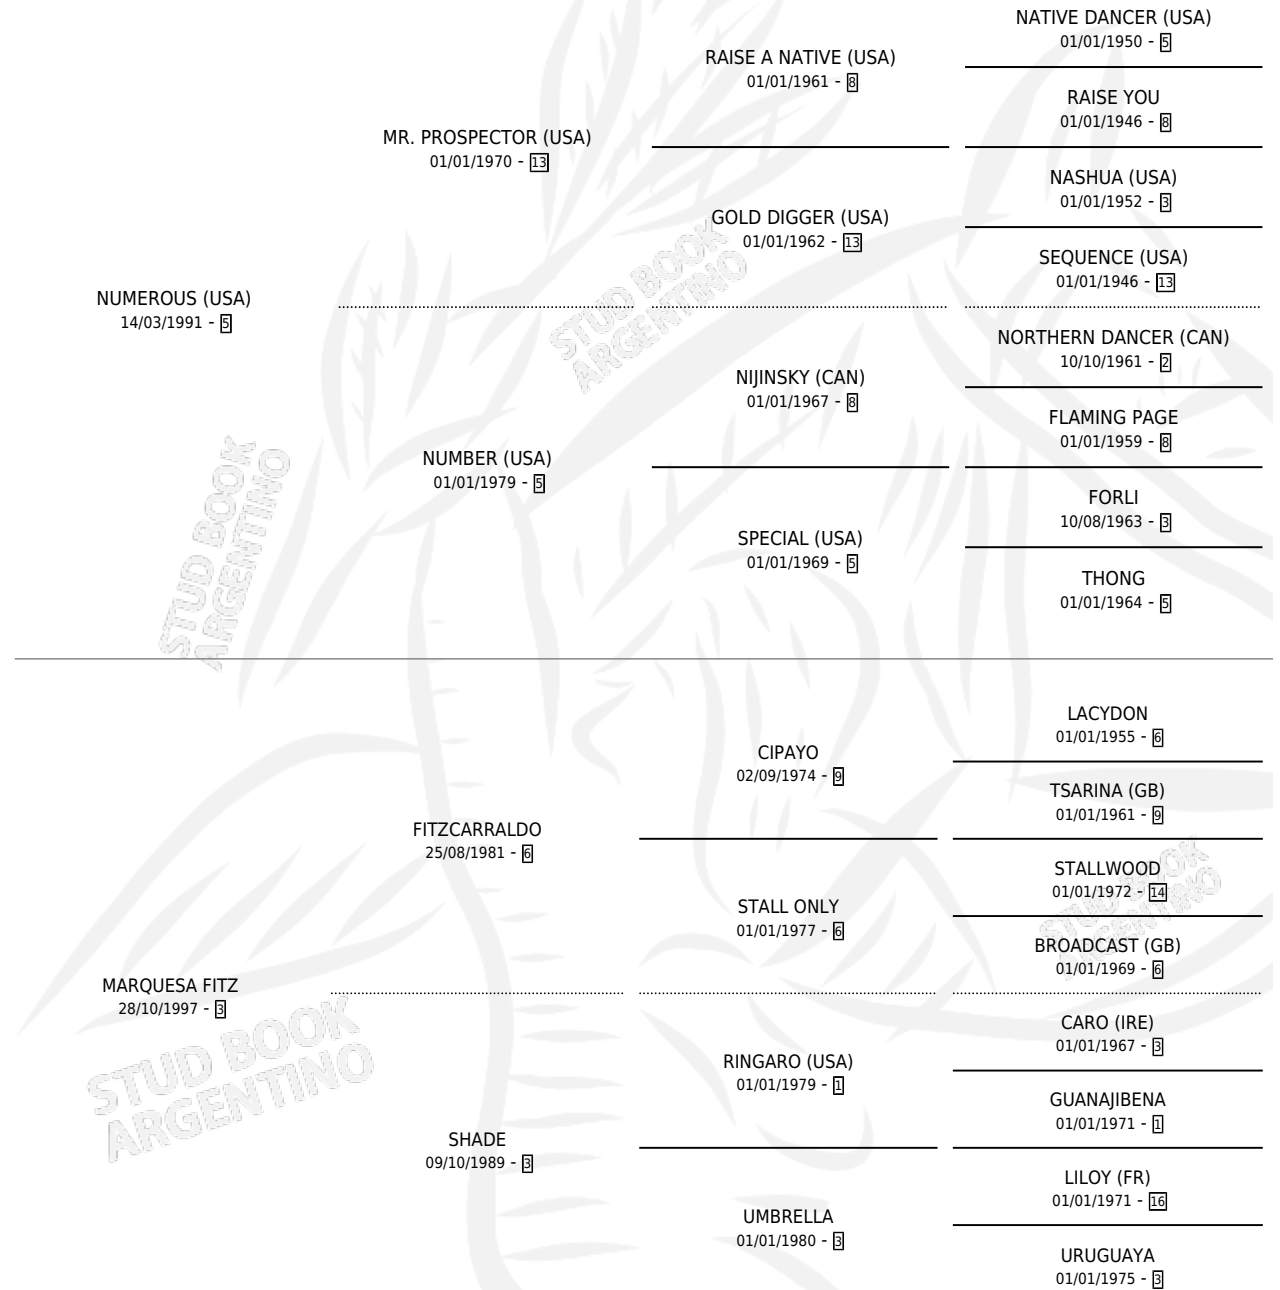 NATIVE DANCER (USA)
01/01/1950 - 5
RAISE A NATIVE (USA)
01/01/1961 - 8
RAISE YOU
01/01/1946 - 8
MR. PROSPECTOR (USA)
01/01/1970 - 13
NASHUA (USA)
01/01/1952 - 3
GOLD DIGGER (USA)
01/01/1962 - 13
SEQUENCE (USA)
01/01/1946 - 13
NUMEROUS (USA)
14/03/1991 - 5
STUD BOOK
ARGENTINO
NORTHERN DANCER (CAN)
10/10/1961 - 2
NIJINSKY (CAN)
01/01/1967 - 8
FLAMING PAGE
01/01/1959 - 8
NUMBER (USA)
01/01/1979 - 5
FORLI
10/08/1963 - 3
SPECIAL (USA)
01/01/1969 - 5
THONG
01/01/1964 - 5
STUD BOOK
ARGENTINO
LACYDON
01/01/1955 - 6
CIPAYO
02/09/1974 - 9
TSARINA (GB)
01/01/1961 - 9
FITZCARRALDO
25/08/1981 - 6
STALLWOOD
01/01/1972 - 14
STALL ONLY
01/01/1977 - 6
BROADCAST (GB)
01/01/1969 - 6
STUD BOOK
ARGENTINO
MARQUESA FITZ
28/10/1997 - 3
STUD BOOK
ARGENTINO
CARO (IRE)
01/01/1967 - 3
RINGARO (USA)
01/01/1979 - 1
GUANAJIBENA
01/01/1971 - 1
SHADE
09/10/1989 - 3
LILOY (FR)
01/01/1971 - 16
UMBRELLA
01/01/1980 - 3
URUGUAYA
01/01/1975 - 3